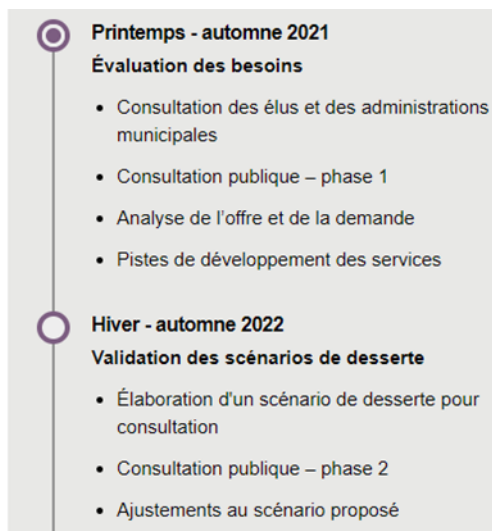 Printemps - automne 2021
Évaluation des besoins
• Consultation des élus et des administrations
municipales
• Consultation publique – phase 1
• Analyse de l'offre et de la demande
• Pistes de développement des services
Hiver - automne 2022
Validation des scénarios de desserte
• Élaboration d'un scénario de desserte pour
consultation
• Consultation publique – phase 2
• Ajustements au scénario proposé